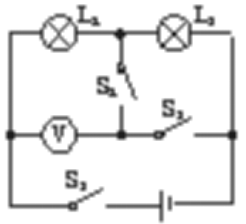 L₁ L₂
S₁ S₂
V
S₃